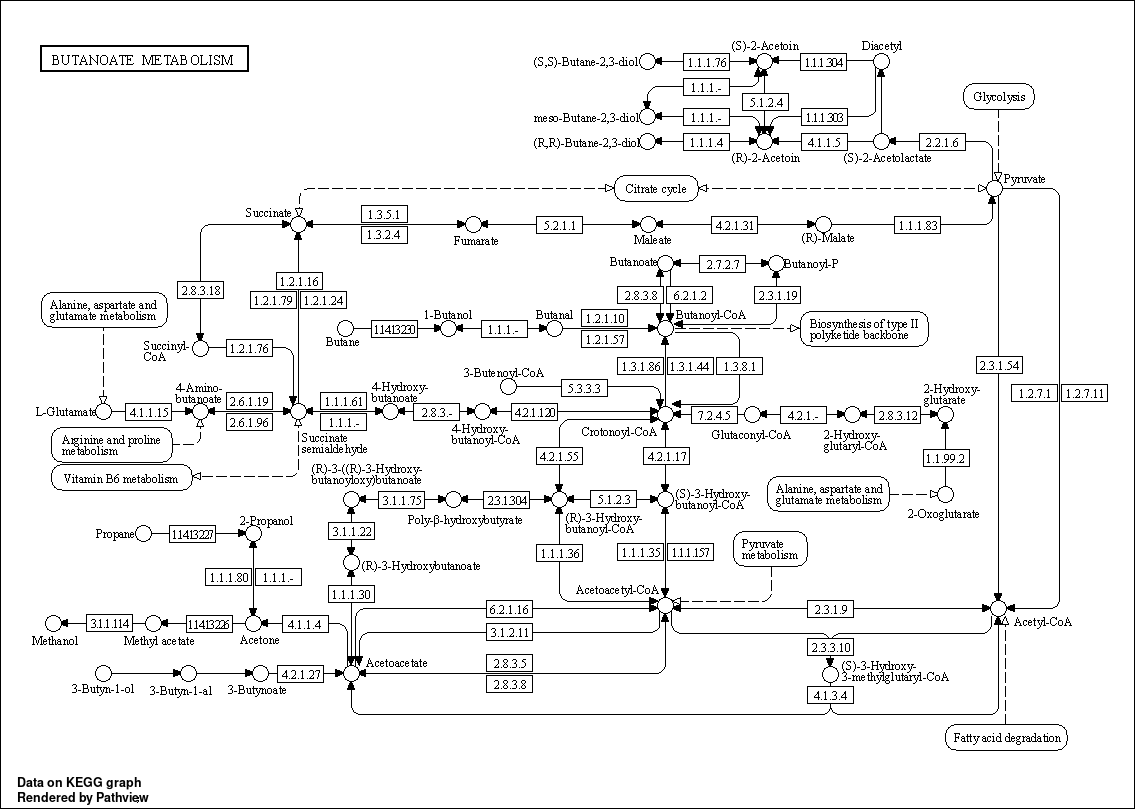 BUTANOATE METABOLISM
(S)-2-Acetoin
Diacetyl
(S,S)-Butane-2,3-diol
1.1.1.76
1.1.1.304
1.1.1.-
5.1.2.4
Glycolysis
meso-Butane-2,3-diol
1.1.1.-
1.1.1.303
(R,R)-Butane-2,3-diol
1.1.1.4
4.1.1.5
2.2.1.6
(R)-2-Acetoin
(S)-2-Acetolactate
Pyruvate
Citrate cycle
Succinate
1.3.5.1
1.3.2.4
Fumarate
5.2.1.1
Maleate
4.2.1.31
(R)-Malate
1.1.1.83
Butanoate
2.7.2.7
Butanoyl-P
2.8.3.18
1.2.1.16
1.2.1.79
1.2.1.24
2.8.3.8
6.2.1.2
2.3.1.19
Alanine, aspartate and
glutamate metabolism
1-Butanol
Butanal
1.2.1.10
Butanoyl-CoA
11413230
1.1.1.-
1.2.1.57
Butane
Biosynthesis of type II
polyketide backbone
Succinyl-
CoA
1.2.1.76
1.3.1.86
1.3.1.44
1.3.8.1
2.3.1.54
3-Butenoyl-CoA
5.3.3.3
1.2.7.1
1.2.7.11
4-Amino-
butanoate
2.6.1.19
1.1.1.61
4-Hydroxy-
butanoate
2-Hydroxy-
glutarate
L-Glutamate
4.1.1.15
2.6.1.96
1.1.1.-
2.8.3.-
4.2.1.120
7.2.4.5
4.2.1.-
2.8.3.12
4-Hydroxy-
butanoyl-CoA
Crotonoyl-CoA
Glutaconyl-CoA
2-Hydroxy-
glutaryl-CoA
Arginine and proline
metabolism
Succinate
semialdehyde
4.2.1.55
4.2.1.17
1.1.99.2
Vitamin B6 metabolism
(R)-3-((R)-3-Hydroxy-
butanoyloxy)butanoate
3.1.1.75
2.3.1.304
5.1.2.3
(S)-3-Hydroxy-
butanoyl-CoA
Alanine, aspartate and
glutamate metabolism
2-Oxoglutarate
Poly-β-hydroxybutyrate
(R)-3-Hydroxy-
butanoyl-CoA
2-Propanol
Propane
11413227
3.1.1.22
1.1.1.36
1.1.1.35
1.1.1.157
Pyruvate
metabolism
(R)-3-Hydroxybutanoate
1.1.1.80
1.1.1.-
1.1.1.30
Acetoacetyl-CoA
6.2.1.16
2.3.1.9
Acetyl-CoA
3.1.1.114
11413226
4.1.1.4
3.1.2.11
Methanol
Methyl acetate
Acetone
2.3.3.10
Acetoacetate
2.8.3.5
2.8.3.8
(S)-3-Hydroxy-
3-methylglutaryl-CoA
4.2.1.27
3-Butyn-1-ol
3-Butyn-1-al
3-Butynoate
4.1.3.4
Fatty acid degradation
Data on KEGG graph
Rendered by Pathview